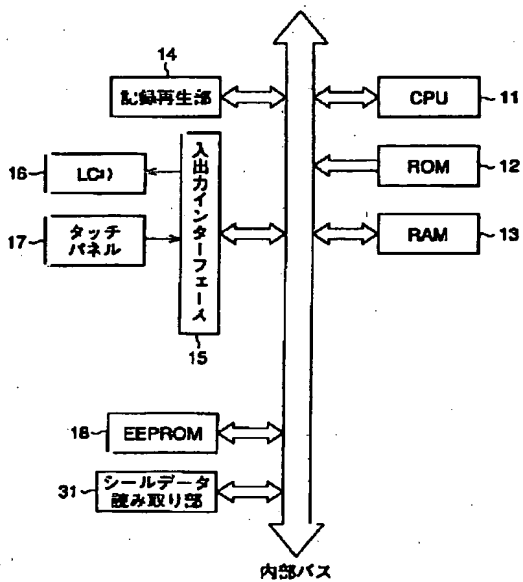 14
記録再生部
CPU
11
16
LCD
入出力インターフェース
ROM
12
17
タッチ
パネル
RAM
13
15
18
EEPROM
31
シールデータ
読み取り部
内部バス